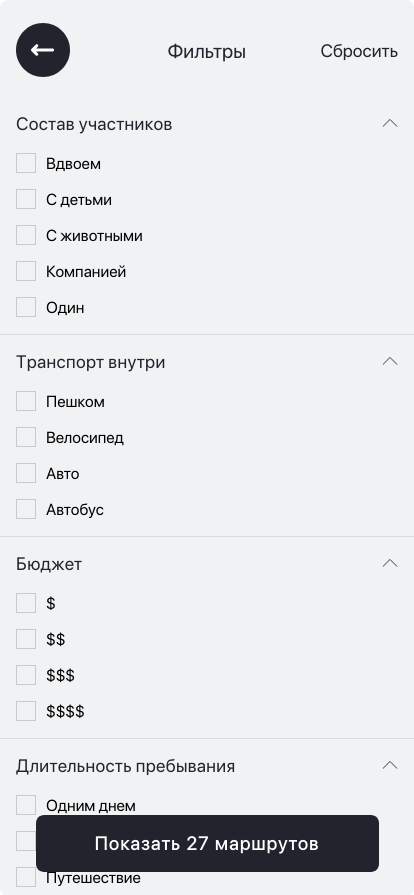 Фильтры
Сбросить
Состав участников
Вдвоем
С детьми
С животными
Компанией
Один
Транспорт внутри
Пешком
Велосипед
Авто
Автобус
Бюджет
$
$$
$$$
$$$$
Длительность пребывания
Одним днем
Показать 27 маршрутов
Путешествие